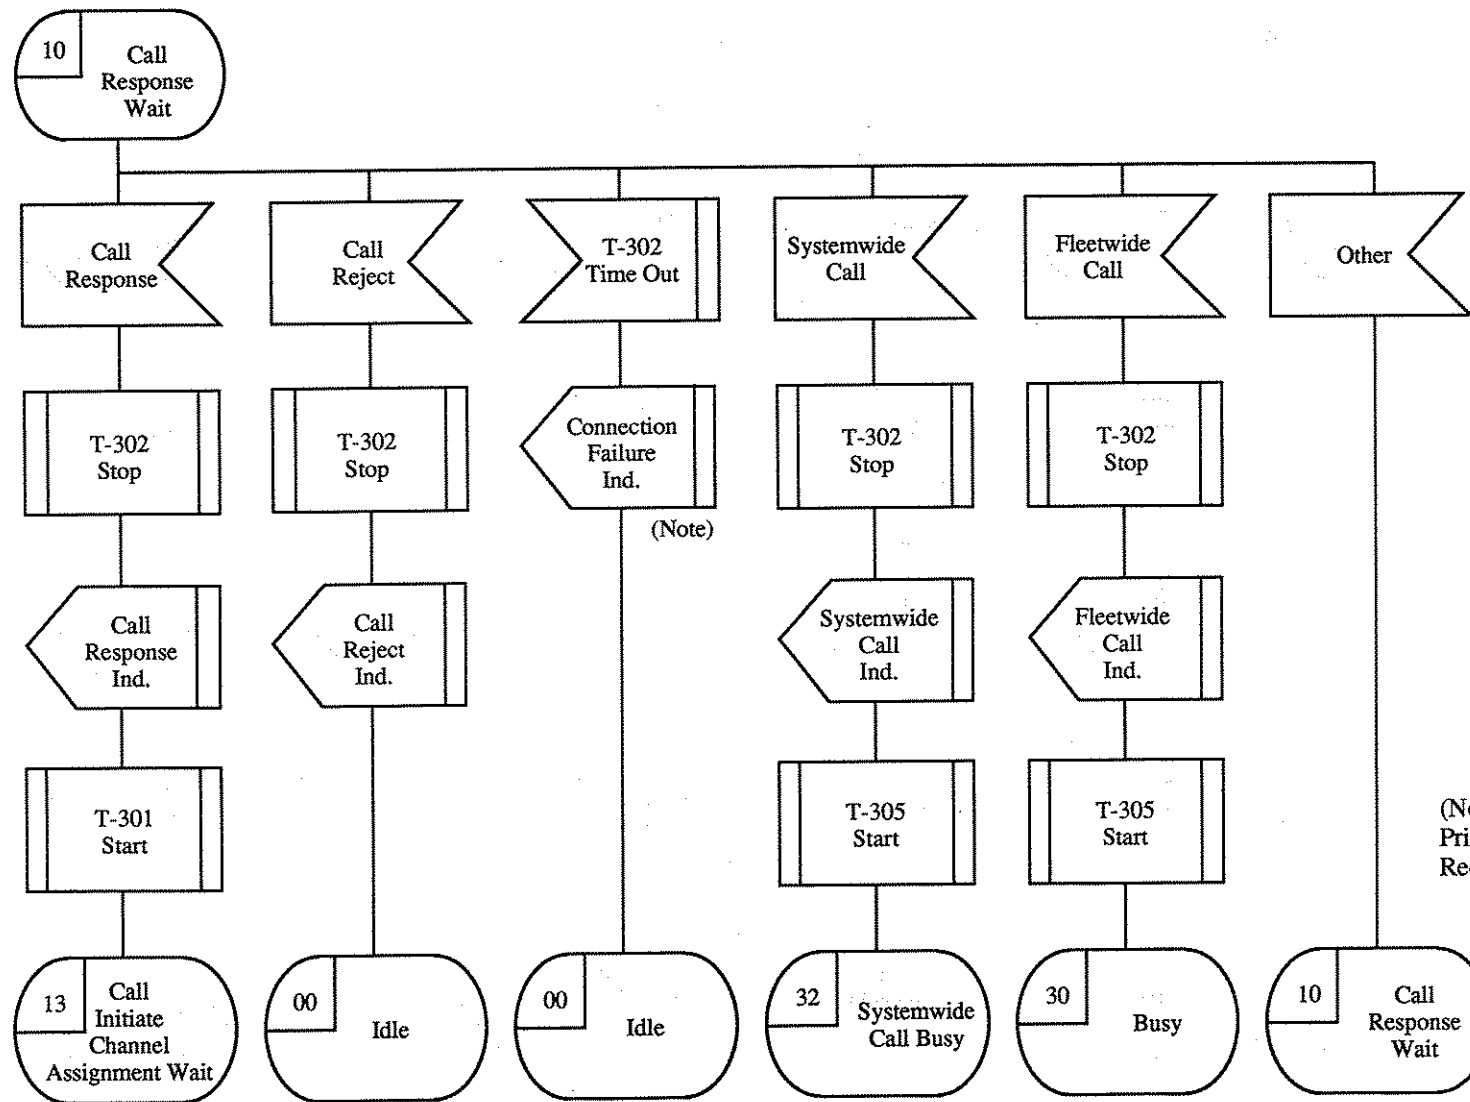 10
Call
Response
Wait
Call
Response
Call
Reject
T-302
Time Out
Systemwide
Call
Fleetwide
Call
Other
T-302
Stop
T-302
Stop
Connection
Failure
Ind.
(Note)
T-302
Stop
T-302
Stop
Call
Response
Ind.
Call
Reject
Ind.
Systemwide
Call
Ind.
Fleetwide
Call
Ind.
T-301
Start
T-305
Start
T-305
Start
13
Call
Initiate
Channel
Assignment Wait
00
Idle
00
Idle
32
Systemwide
Call Busy
30
Busy
10
Call
Response
Wait